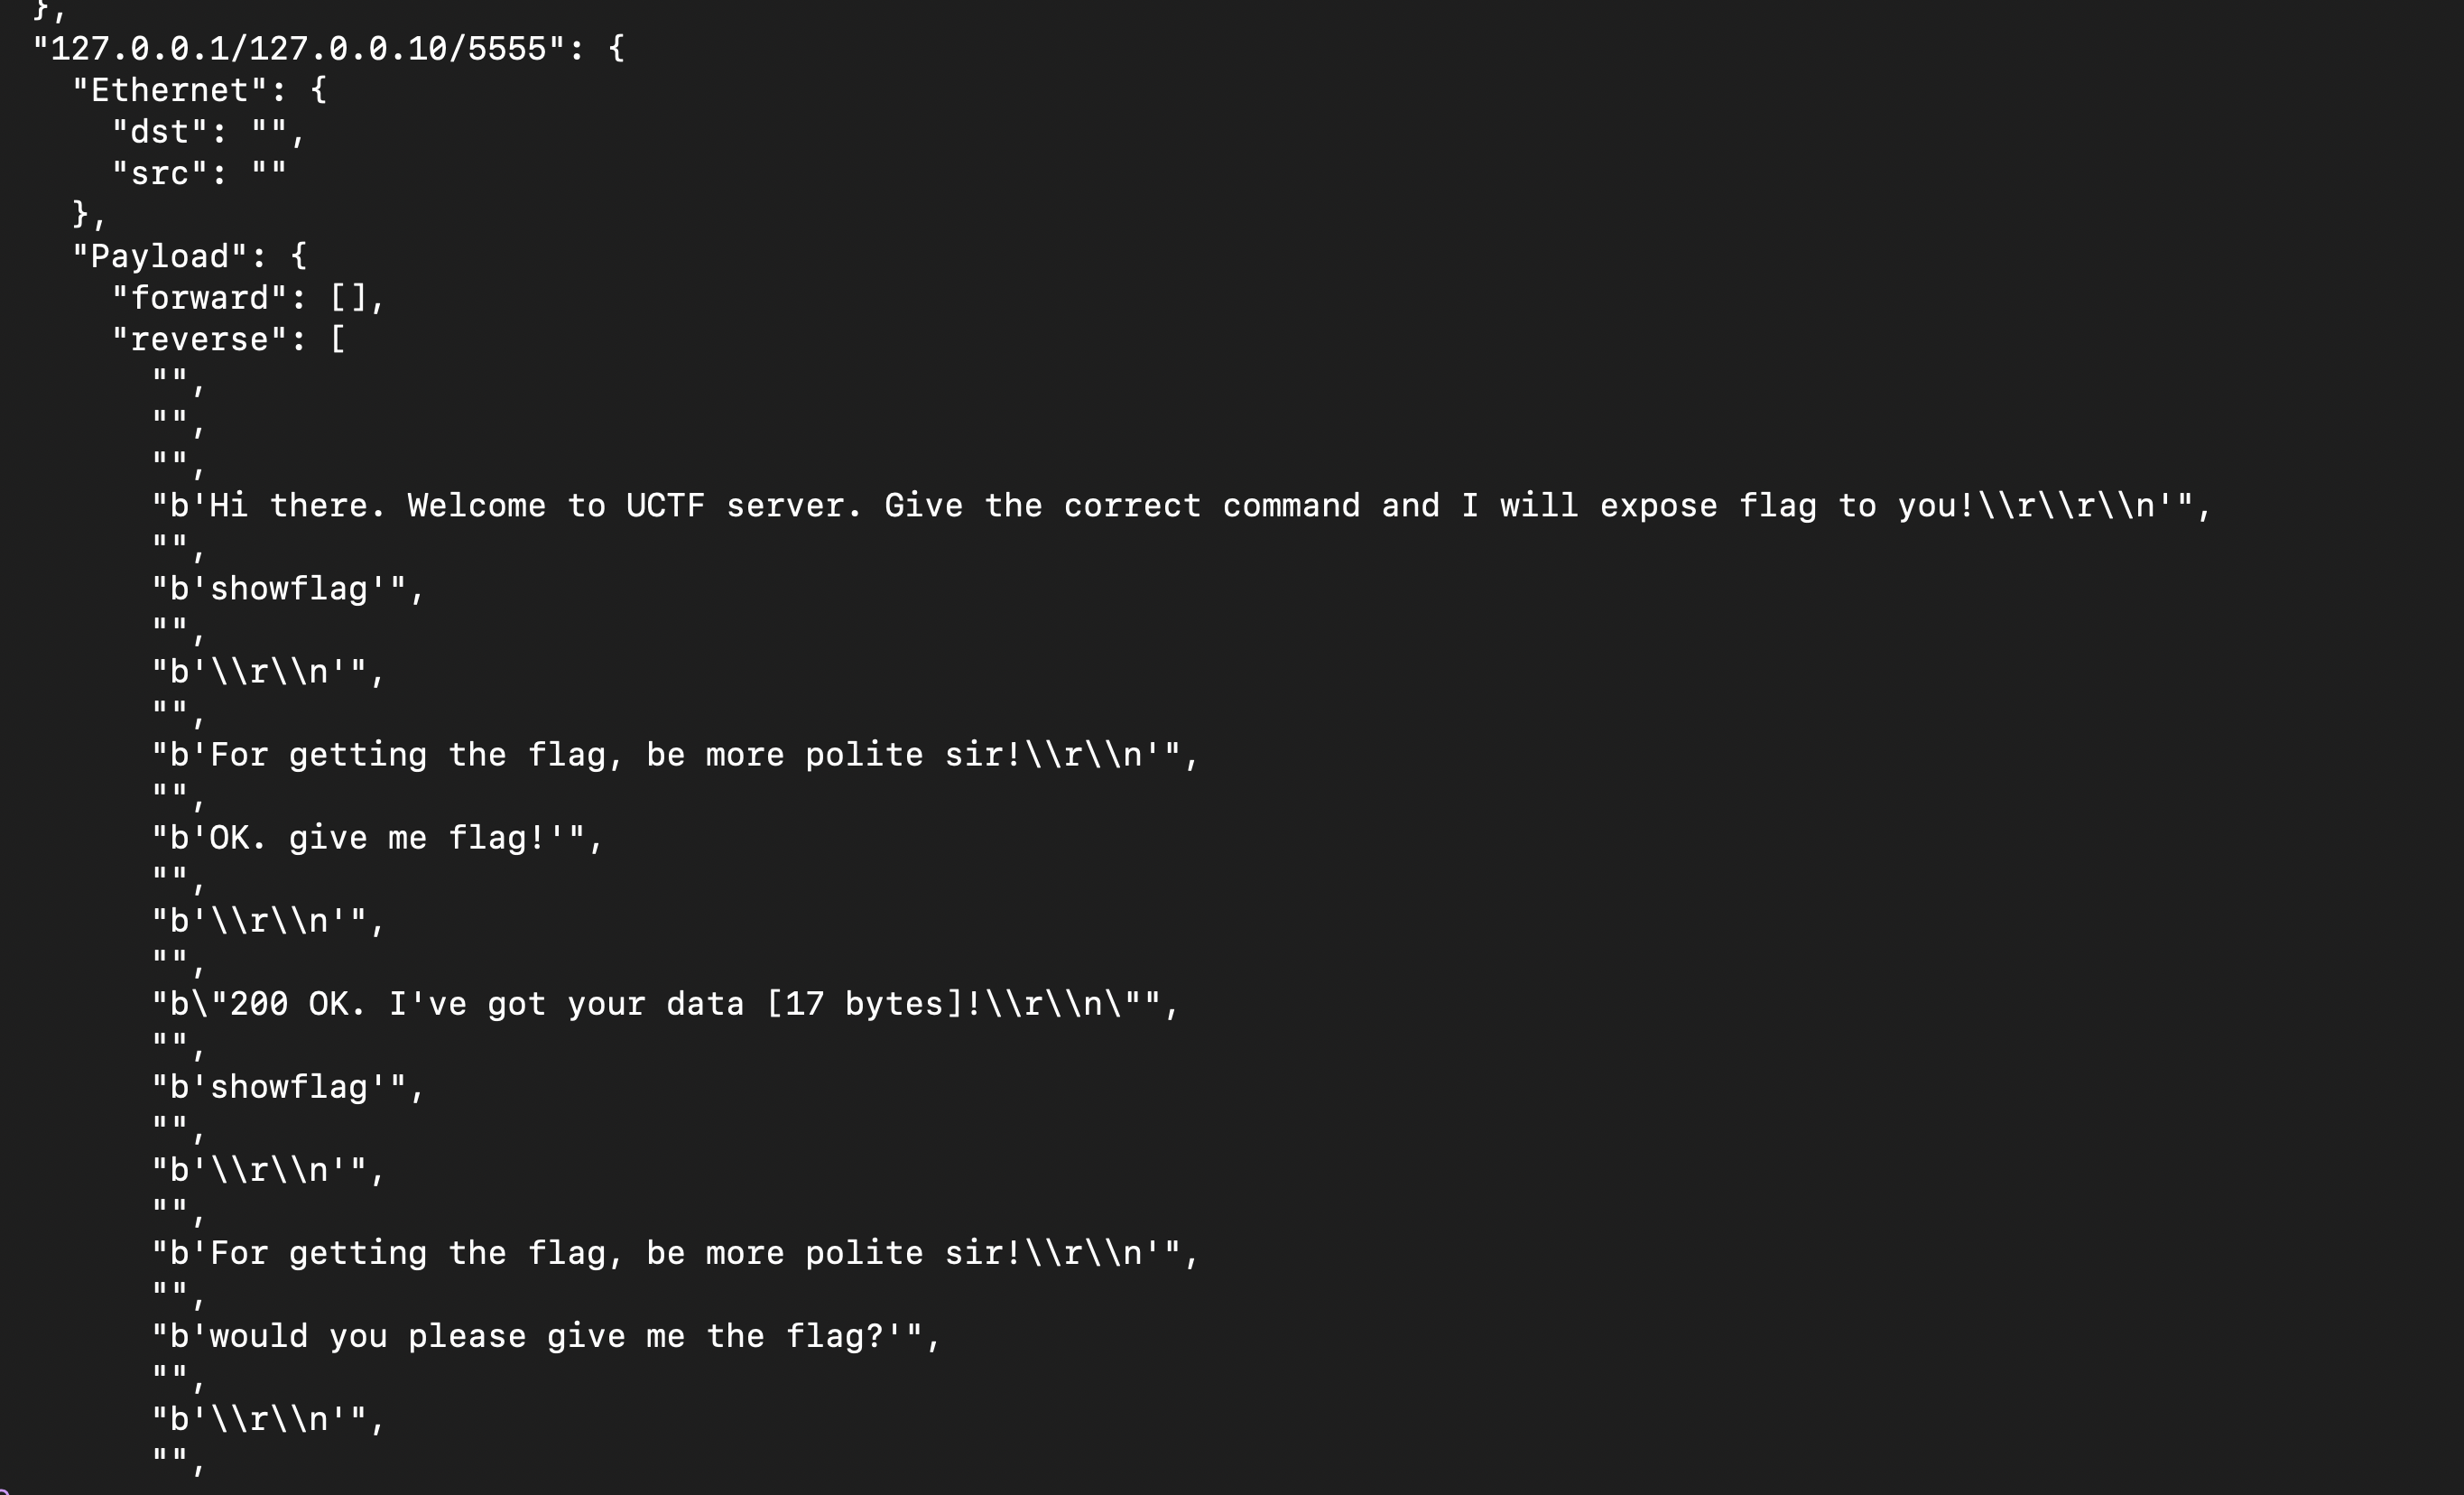 },
"127.0.0.1/127.0.0.10/5555": {
  "Ethernet": {
    "dst": "",
    "src": ""
  },
  "Payload": {
    "forward": [],
    "reverse": [
      "",
      "",
      "",
      "b'Hi there. Welcome to UCTF server. Give the correct command and I will expose flag to you!\\r\\r\\n'",
      "",
      "b'showflag'",
      "",
      "b'\\r\\n'",
      "",
      "b'For getting the flag, be more polite sir!\\r\\n'",
      "",
      "b'OK. give me flag!'",
      "",
      "b'\\r\\n'",
      "",
      "b\"200 OK. I've got your data [17 bytes]!\\r\\n\"",
      "",
      "b'showflag'",
      "",
      "b'\\r\\n'",
      "",
      "b'For getting the flag, be more polite sir!\\r\\n'",
      "",
      "b'would you please give me the flag?'",
      "",
      "b'\\r\\n'",
      "",